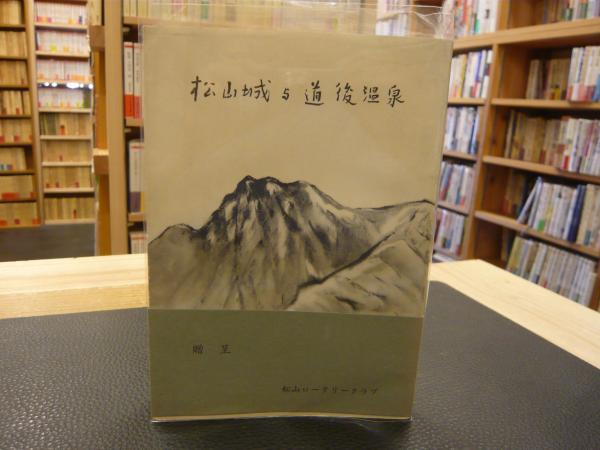 松山城与道後温泉
贈呈
松山ロータリークラブ